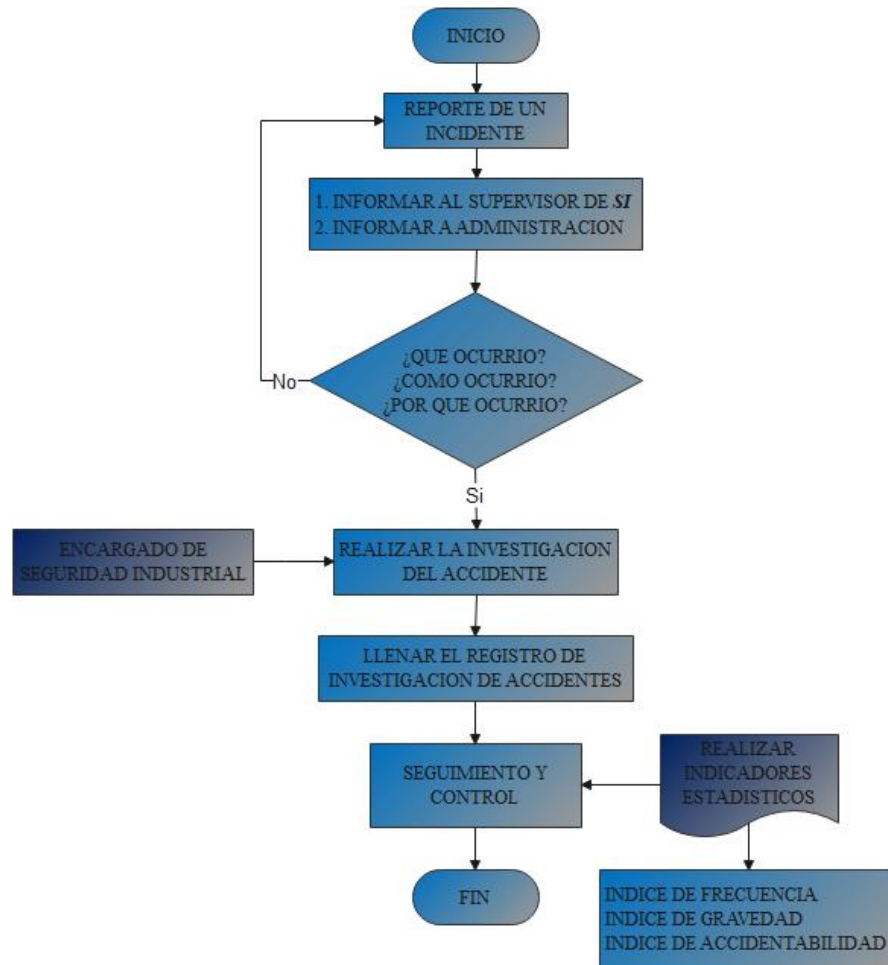 INICIO
REPORTE DE UN
INCIDENTE
1. INFORMAR AL SUPERVISOR DE SI
2. INFORMAR A ADMINISTRACION
¿QUE OCURRIO?
¿COMO OCURRIO?
¿POR QUE OCURRIO?
No
Si
ENCARGADO DE
SEGURIDAD INDUSTRIAL
REALIZAR LA INVESTIGACION
DEL ACCIDENTE
LLENAR EL REGISTRO DE
INVESTIGACION DE ACCIDENTES
SEGUIMIENTO Y
CONTROL
REALIZAR
INDICADORES
ESTADISTICOS
FIN
INDICE DE FRECUENCIA
INDICE DE GRAVEDAD
INDICE DE ACCIDENTABILIDAD